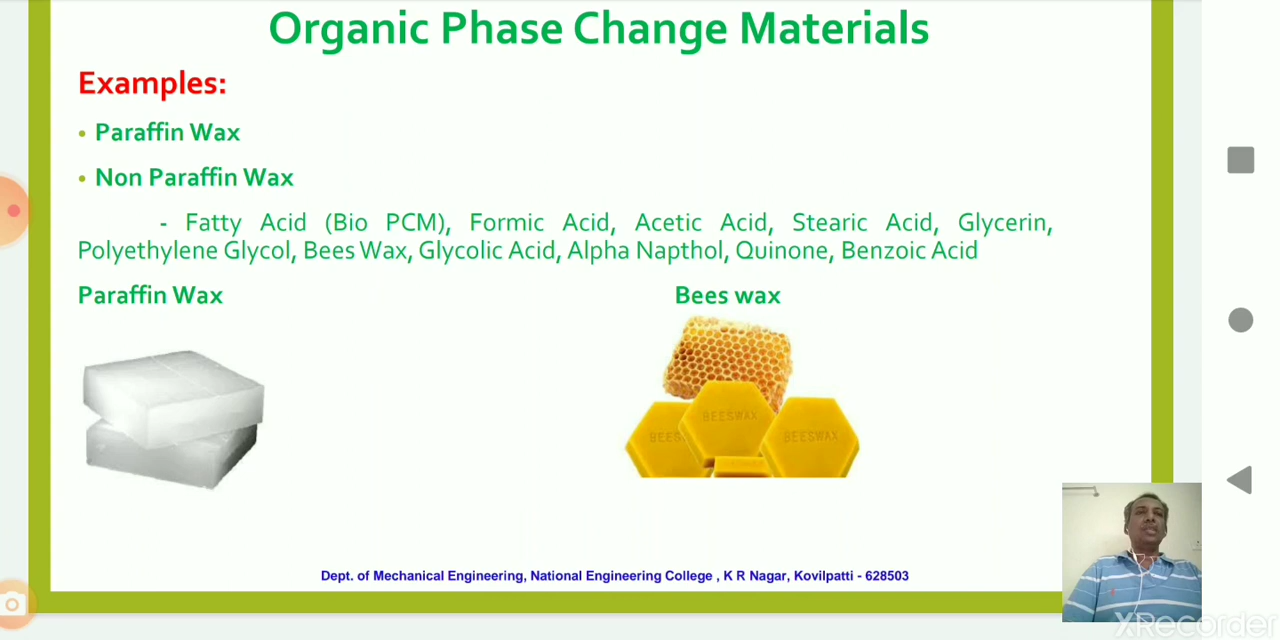 Organic Phase Change Materials
Examples:
• Paraffin Wax
• Non Paraffin Wax
- Fatty Acid (Bio PCM), Formic Acid, Acetic Acid, Stearic Acid, Glycerin,
Polyethylene Glycol, Bees Wax, Glycolic Acid, Alpha Napthol, Quinone, Benzoic Acid
Paraffin Wax
Bees wax
BEESWAX
BEES
BEESWAX
Dept. of Mechanical Engineering, National Engineering College , K R Nagar, Kovilpatti - 628503
XRecorder